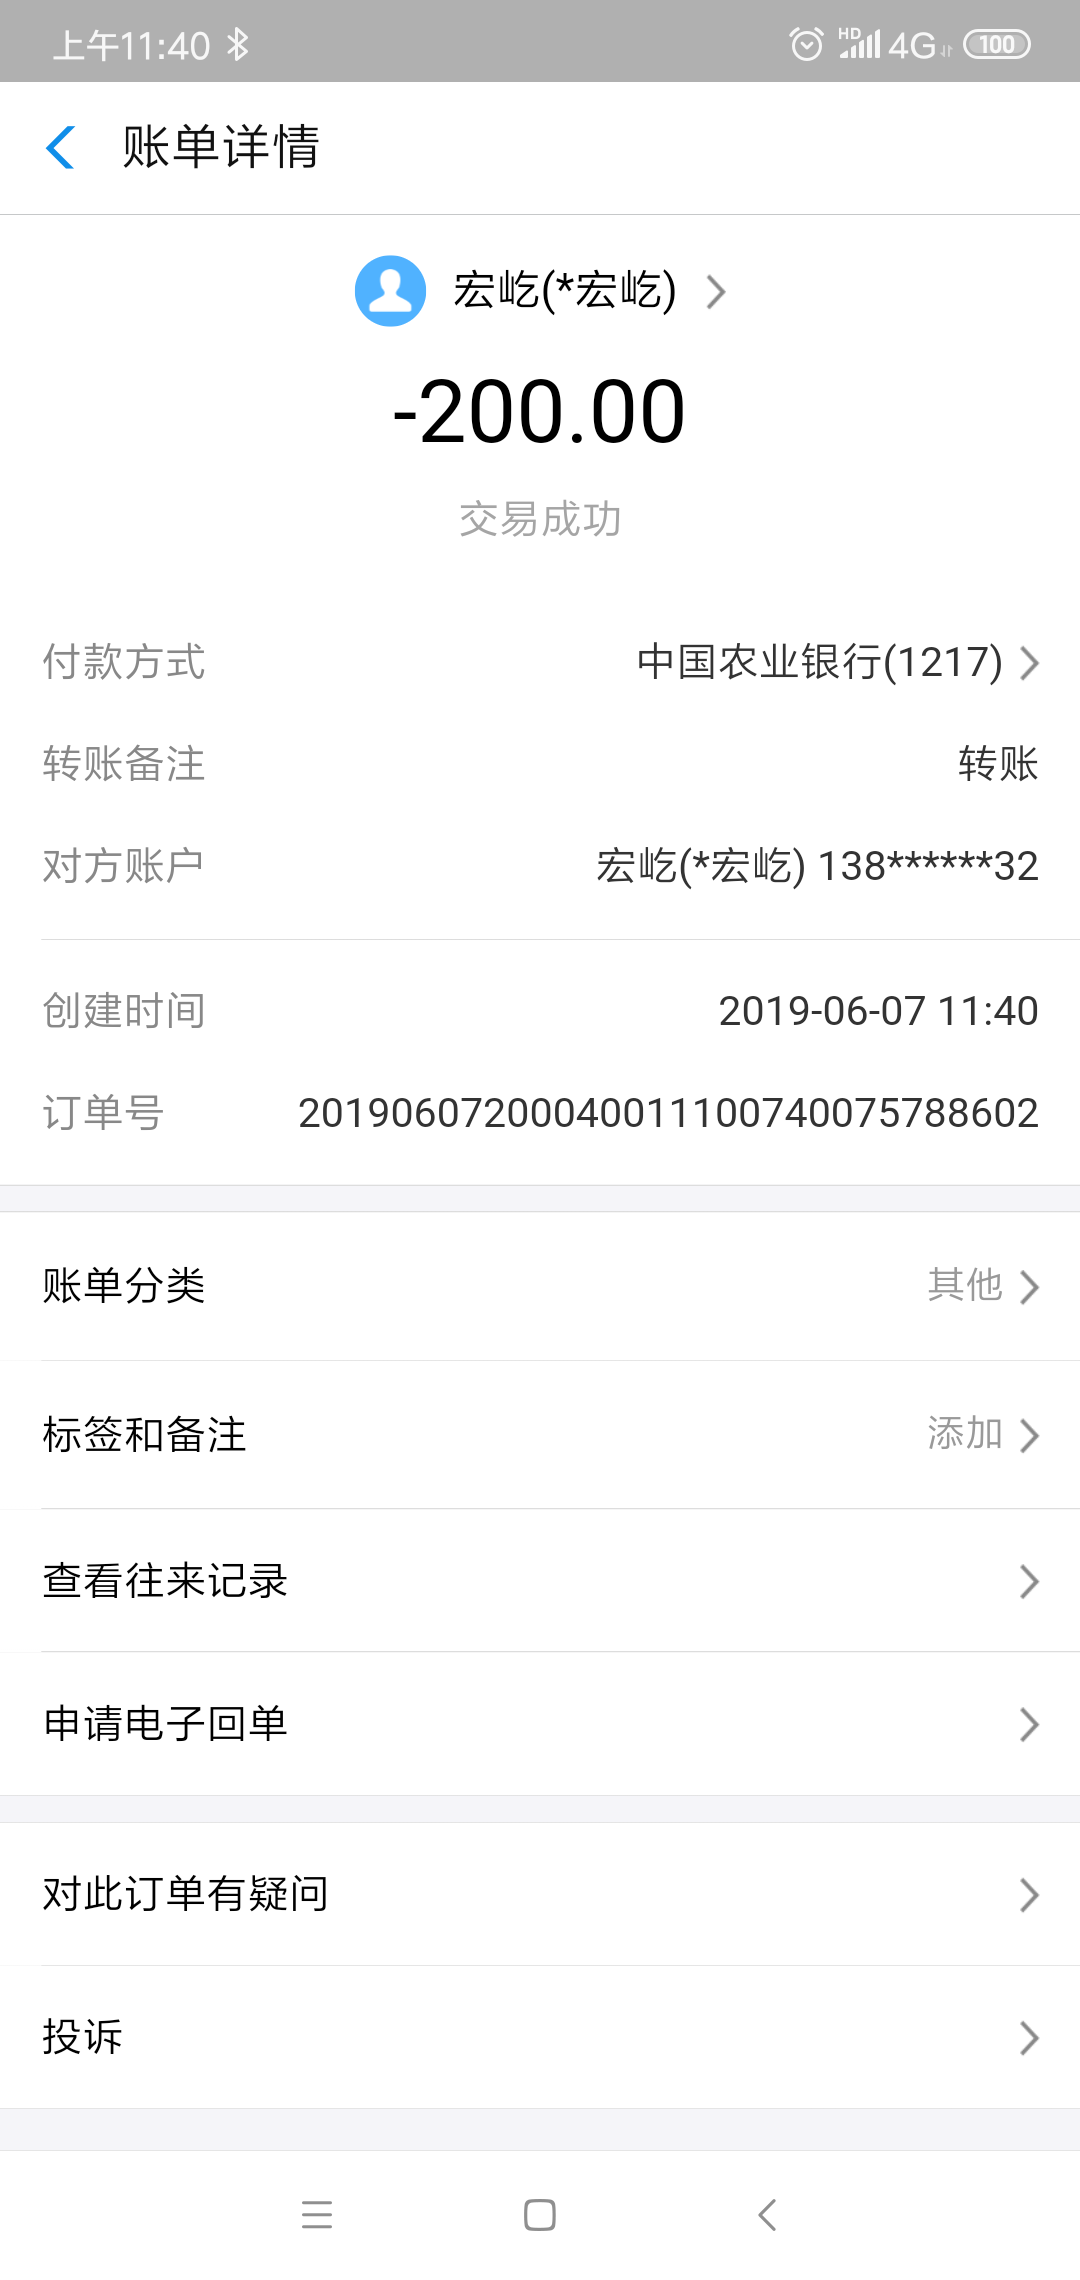 上午11:40 HD 4G 100
账单详情
宏屹(*宏屹)
-200.00
交易成功
付款方式 中国农业银行(1217)
转账备注 转账
对方账户 宏屹(*宏屹) 138******32
创建时间 2019-06-07 11:40
订单号 20190607200040011100740075788602
账单分类 其他
标签和备注 添加
查看往来记录
申请电子回单
对此订单有疑问
投诉